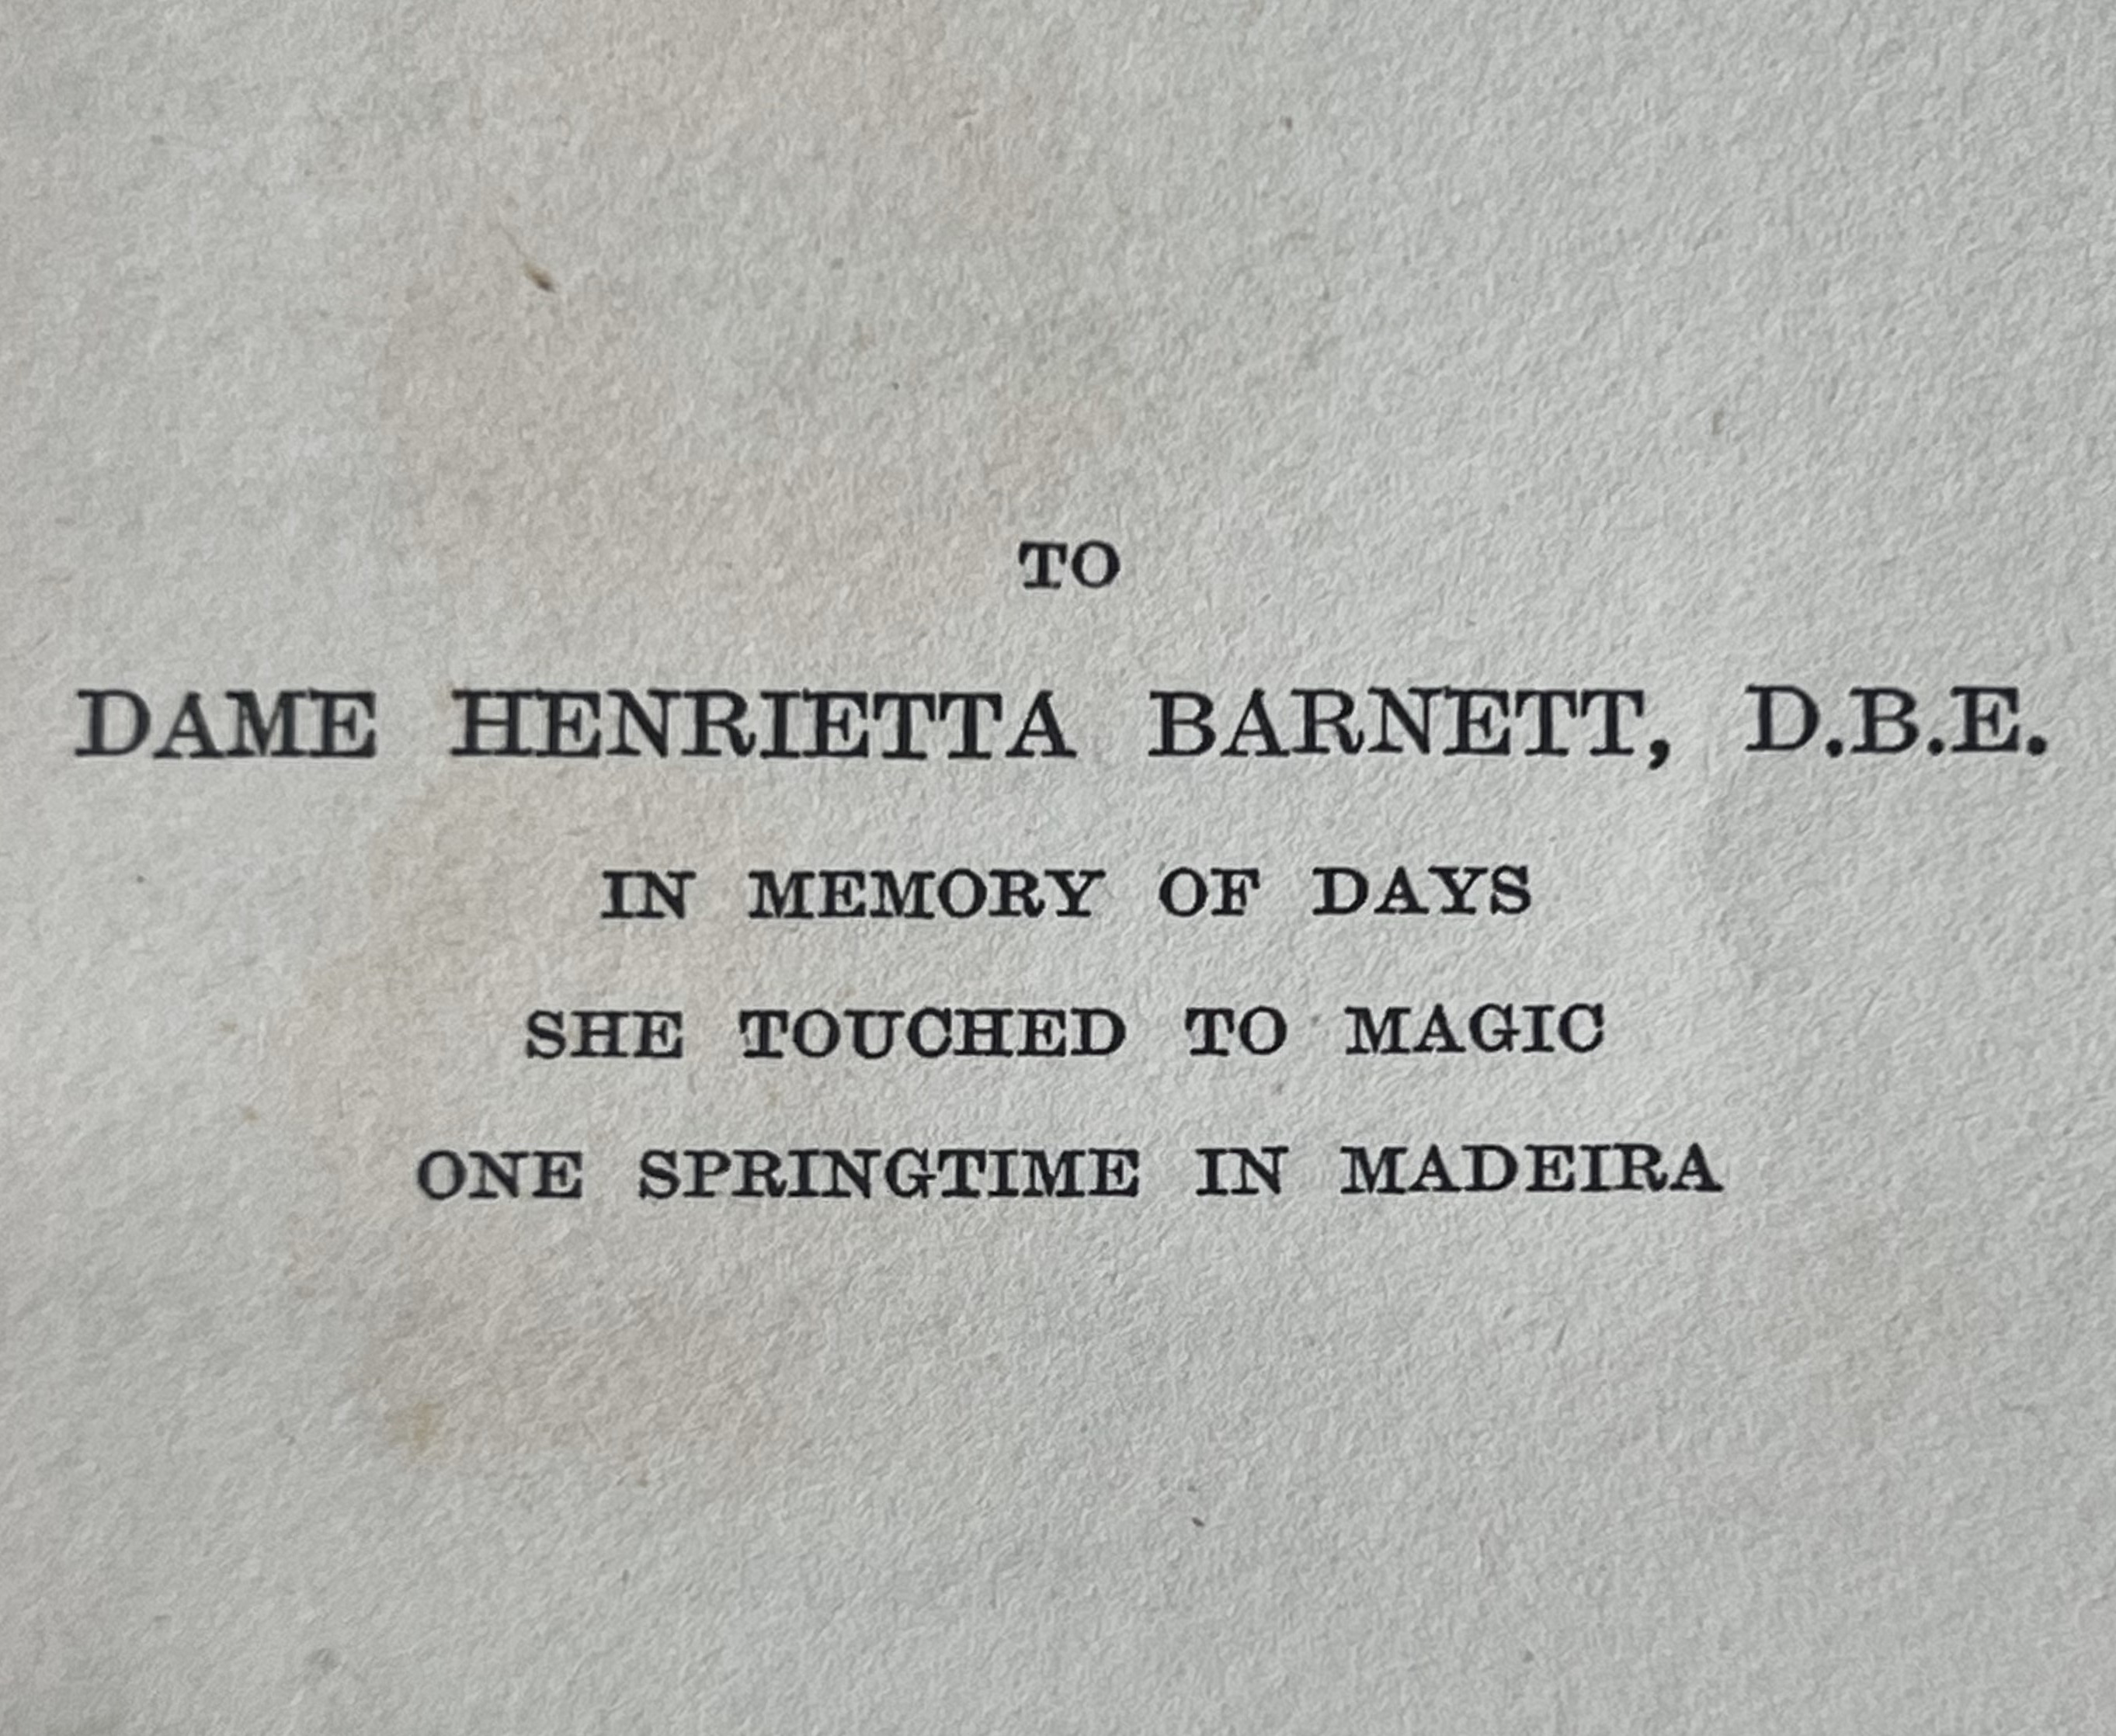 TO
DAME HENRIETTA BARNETT, D.B.E.
IN MEMORY OF DAYS
SHE TOUCHED TO MAGIC
ONE SPRINGTIME IN MADEIRA